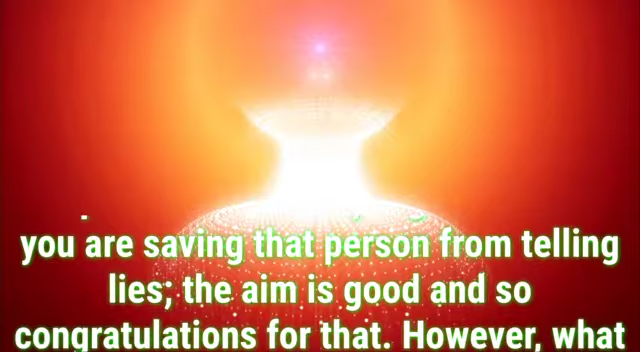 you are saving that person from telling
lies; the aim is good and so
congratulations for that. However, what